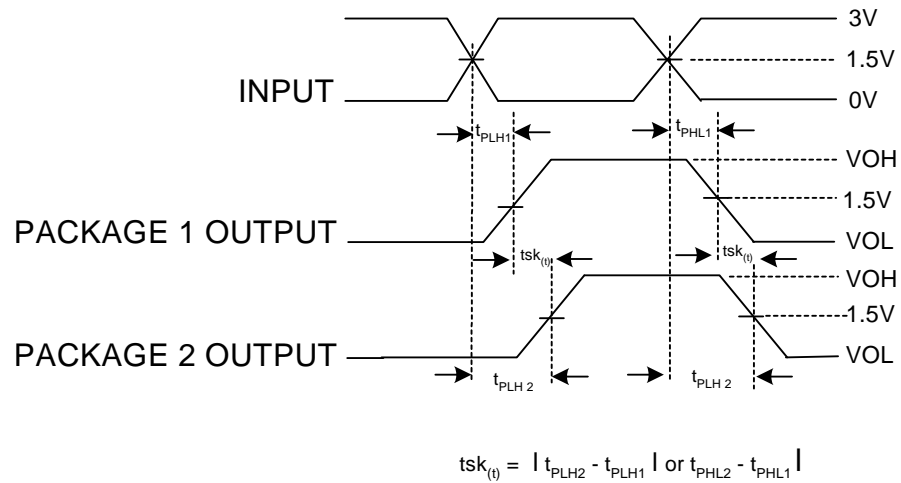 3V
1.5V
INPUT
0V
tPLH1
tPHL1
VOH
1.5V
PACKAGE 1 OUTPUT
VOL
tsk(t)
tsk(t)
VOH
1.5V
PACKAGE 2 OUTPUT
VOL
tPLH 2
tPLH 2
tsk(t) = | tPLH2 - tPLH1 | or tPHL2 - tPHL1 |